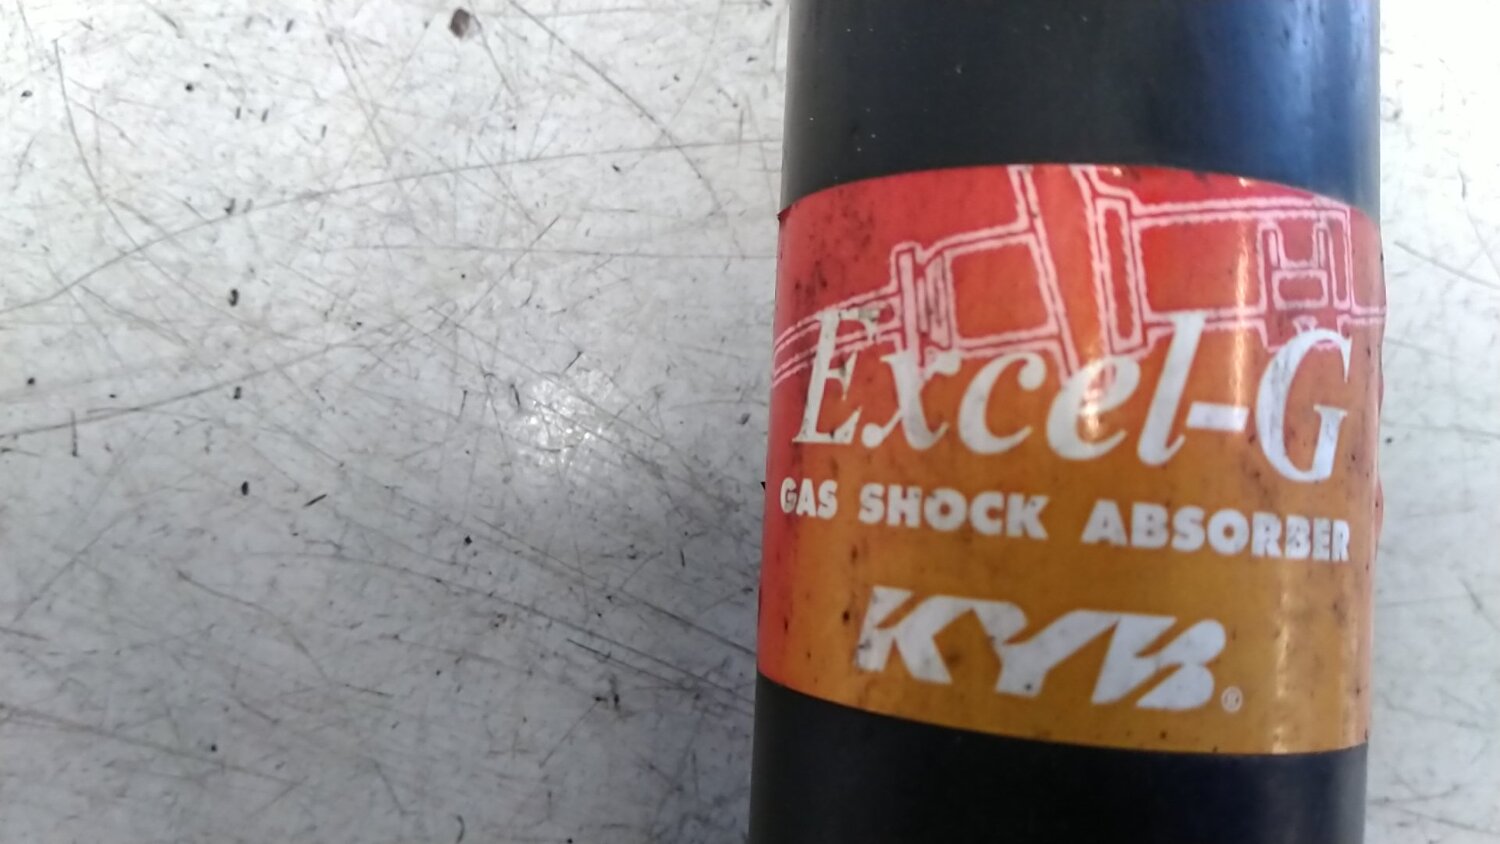 Excel-G
GAS SHOCK ABSORBER
KYB®